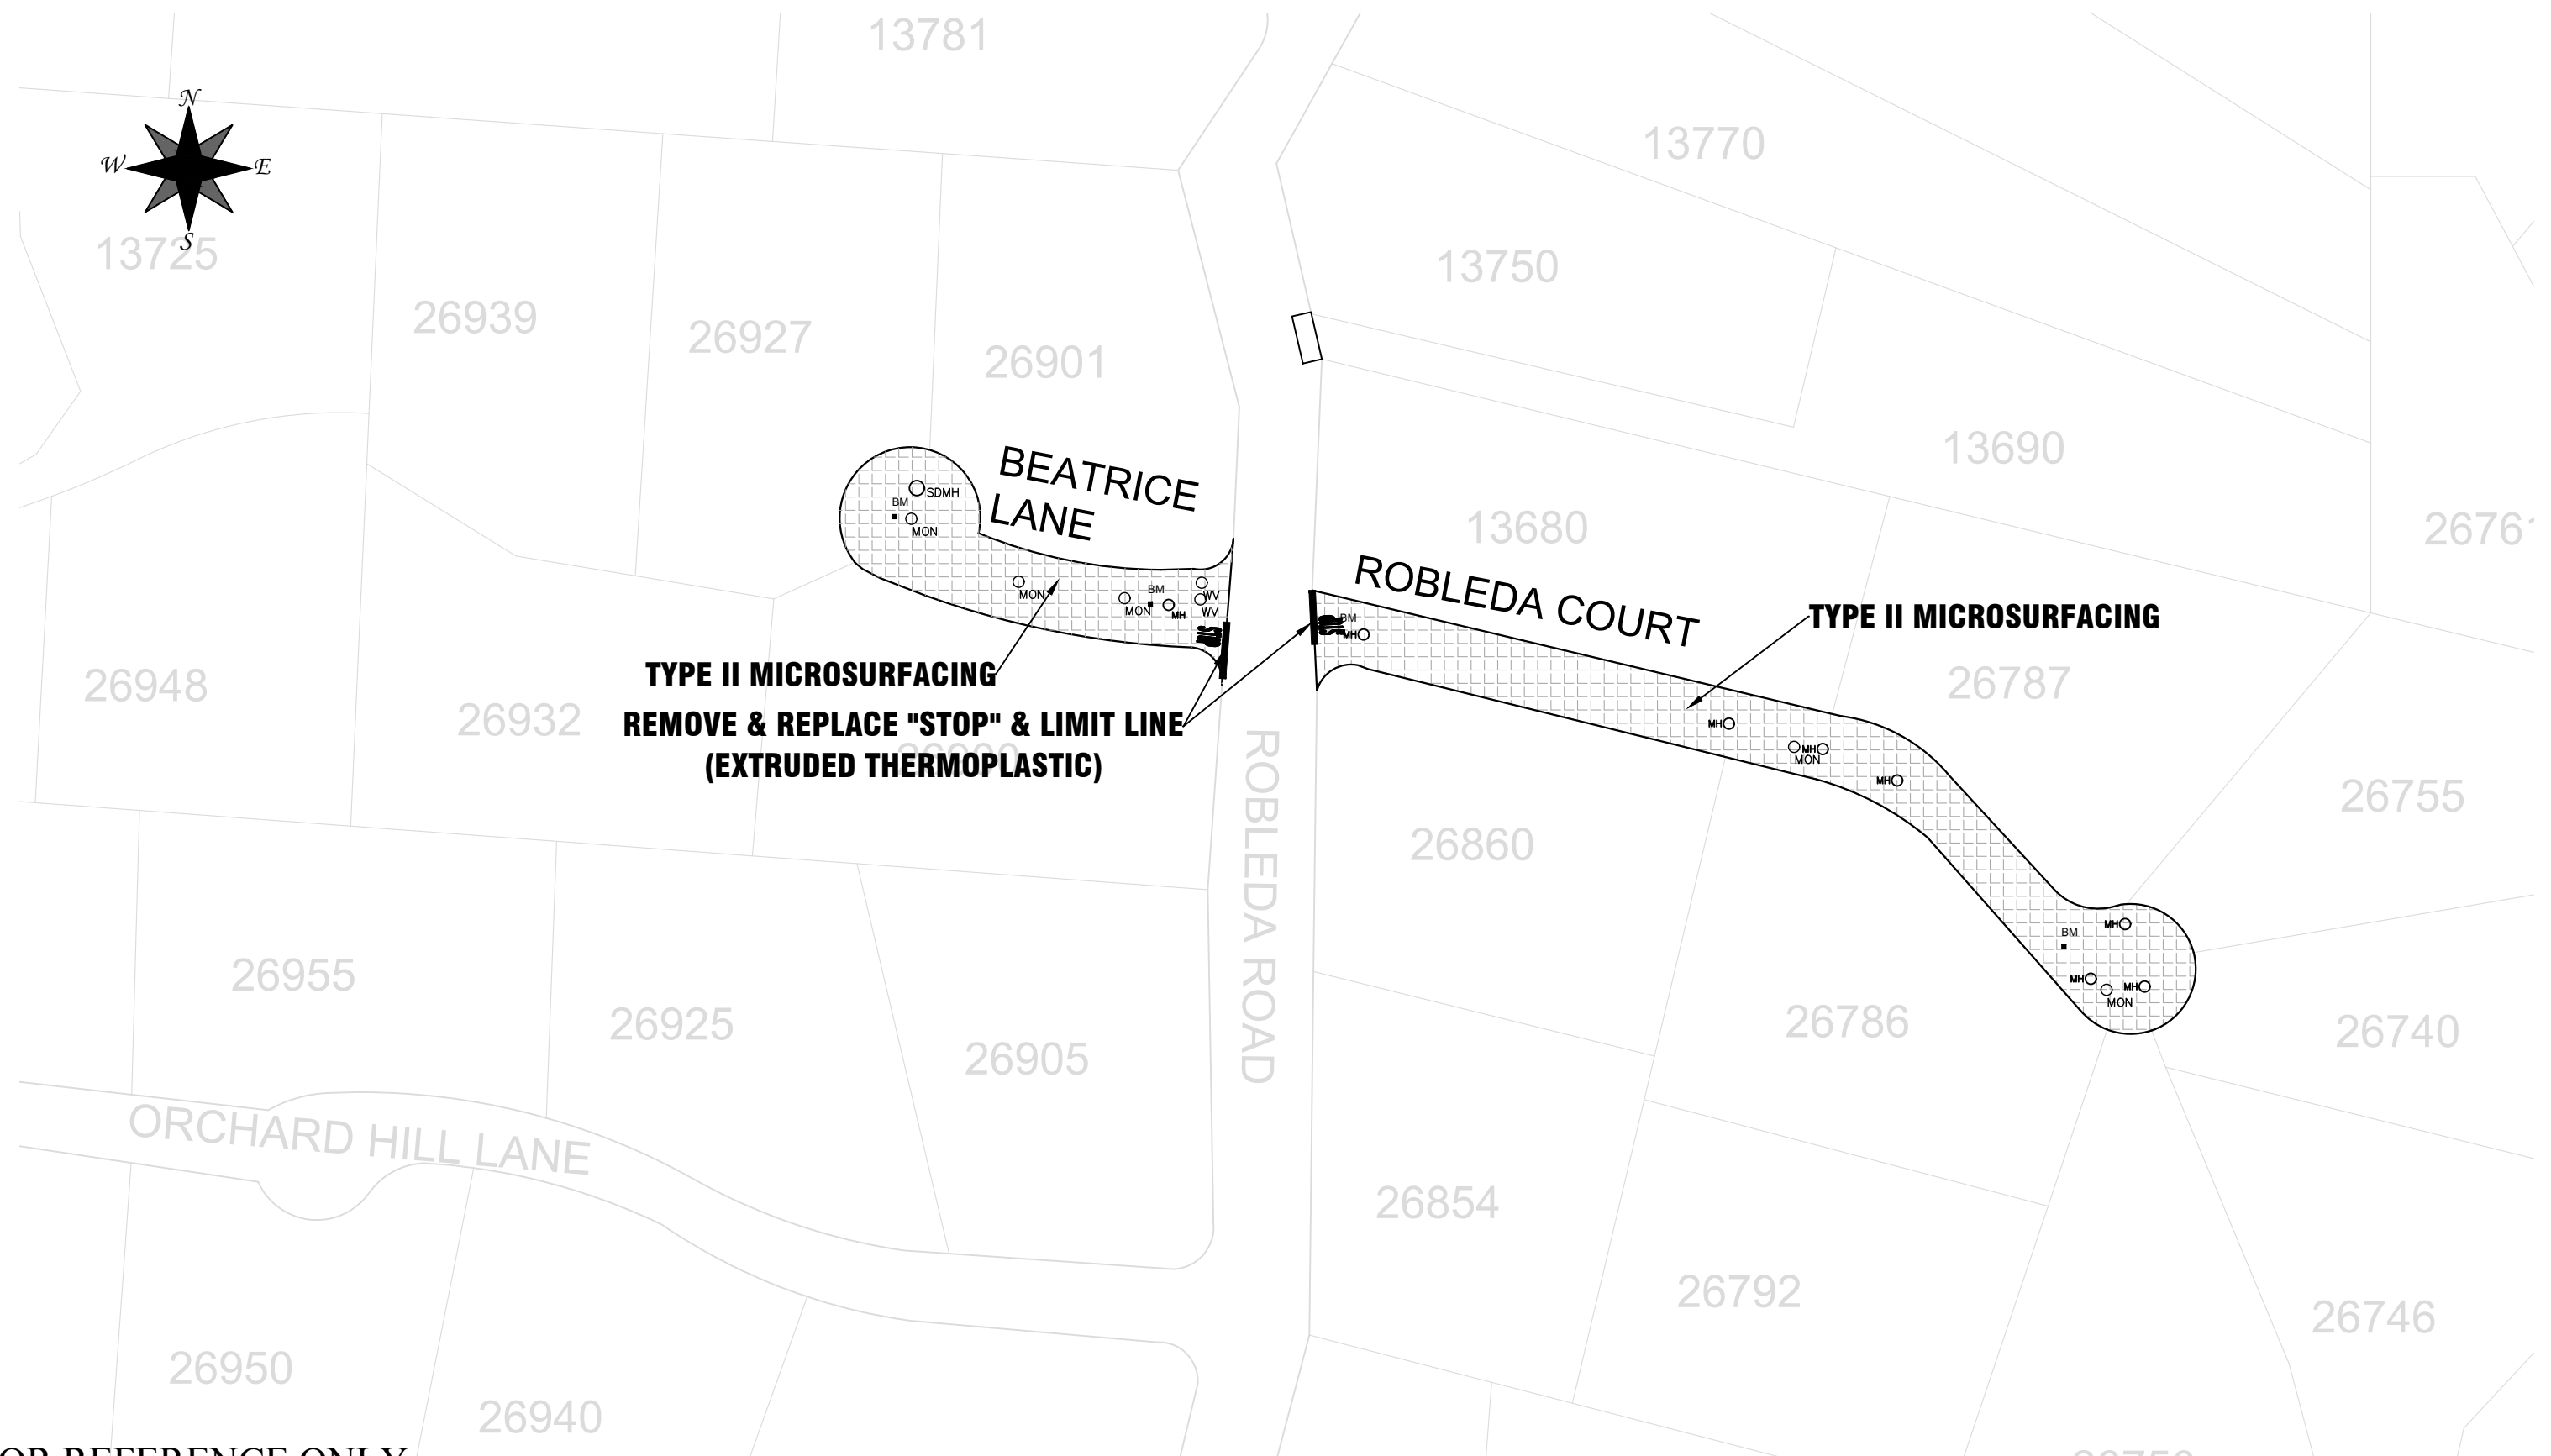 13781
N
13770
W
E
S
13725
13750
26939
26927
26901
13690
BEATRICE
LANE
SDMH
BM
MON
13680
ROBLEDA COURT
MON
BM
MON
MH
WV
WV
BM
MH
TYPE II MICROSURFACING
TYPE II MICROSURFACING
26948
26932
REMOVE & REPLACE "STOP" & LIMIT LINE
(EXTRUDED THERMOPLASTIC)
26787
MH
MH
MON
MH
ROBLEDA ROAD
26755
26860
MH
BM
MH
MH
MON
26955
26925
26905
26786
26740
ORCHARD HILL LANE
26854
26792
26746
26950
26940
REFERENCE ONLY